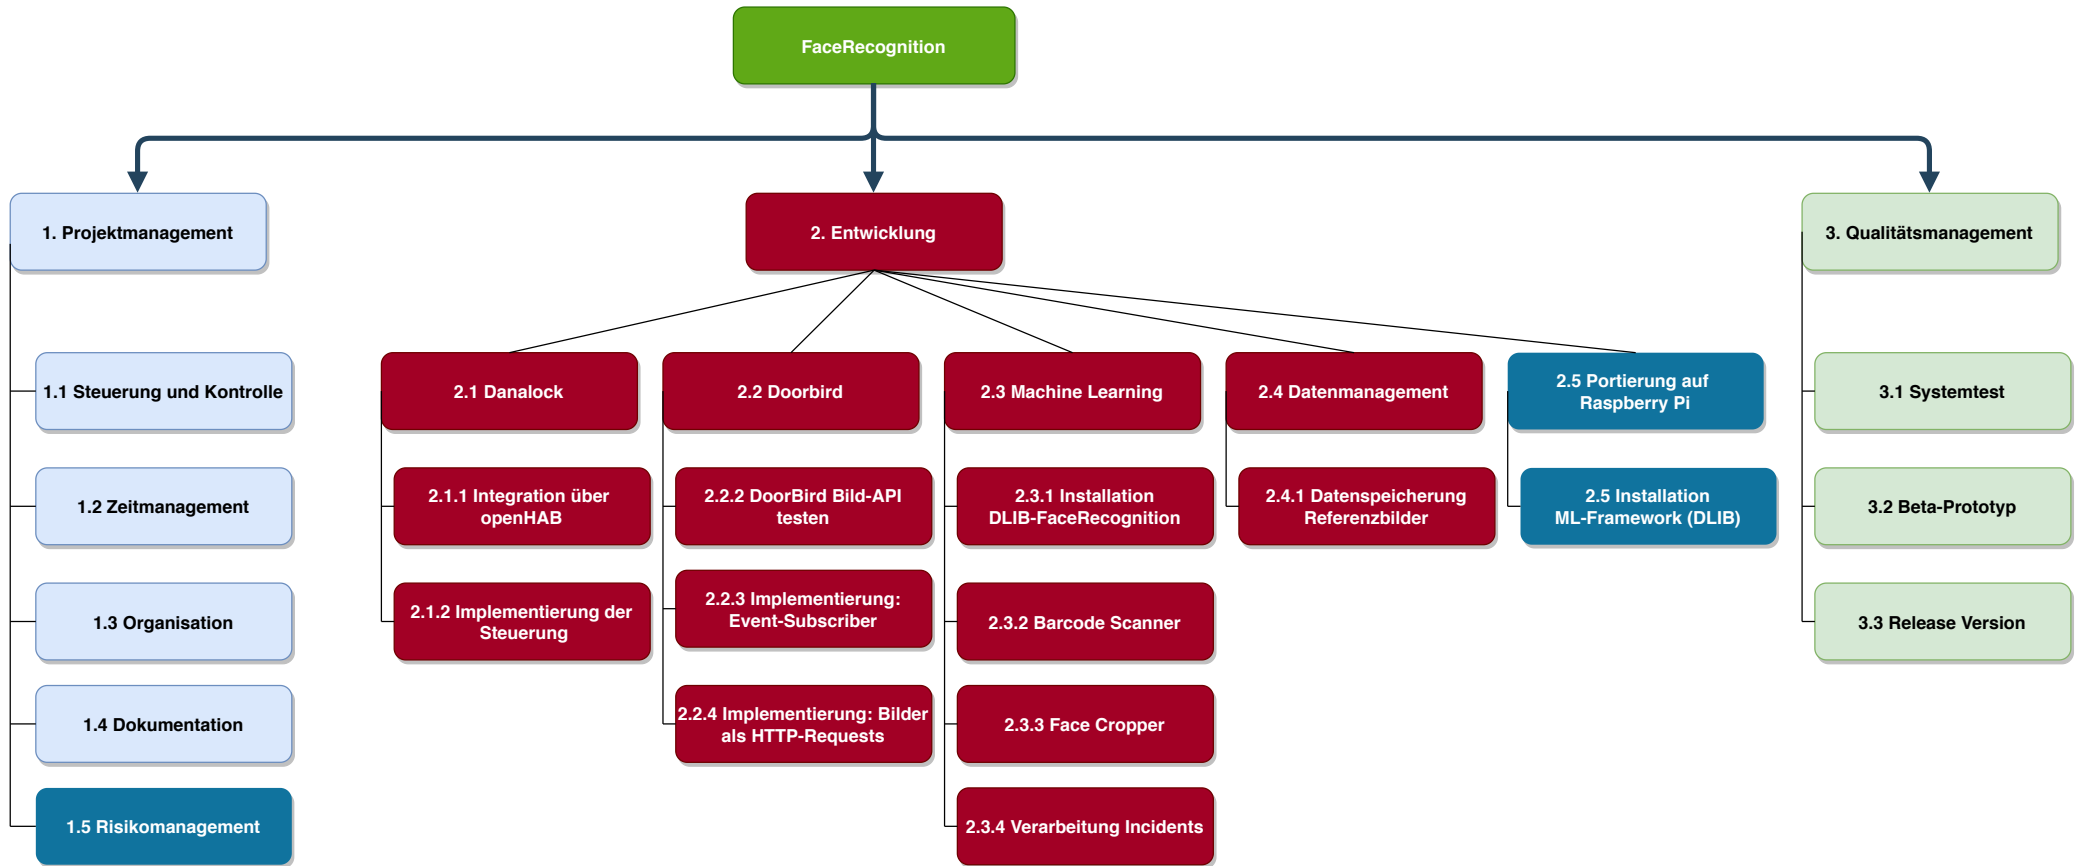 FaceRecognition
1. Projektmanagement
2. Entwicklung
3. Qualitätsmanagement
1.1 Steuerung und Kontrolle
1.2 Zeitmanagement
1.3 Organisation
1.4 Dokumentation
1.5 Risikomanagement
2.1 Danalock
2.1.1 Integration über
openHAB
2.1.2 Implementierung der
Steuerung
2.2 Doorbird
2.2.2 DoorBird Bild-API
testen
2.2.3 Implementierung:
Event-Subscriber
2.2.4 Implementierung: Bilder
als HTTP-Requests
2.3 Machine Learning
2.3.1 Installation
DLIB-FaceRecognition
2.3.2 Barcode Scanner
2.3.3 Face Cropper
2.3.4 Verarbeitung Incidents
2.4 Datenmanagement
2.4.1 Datenspeicherung
Referenzbilder
2.5 Portierung auf
Raspberry Pi
2.5 Installation
ML-Framework (DLIB)
3.1 Systemtest
3.2 Beta-Prototyp
3.3 Release Version